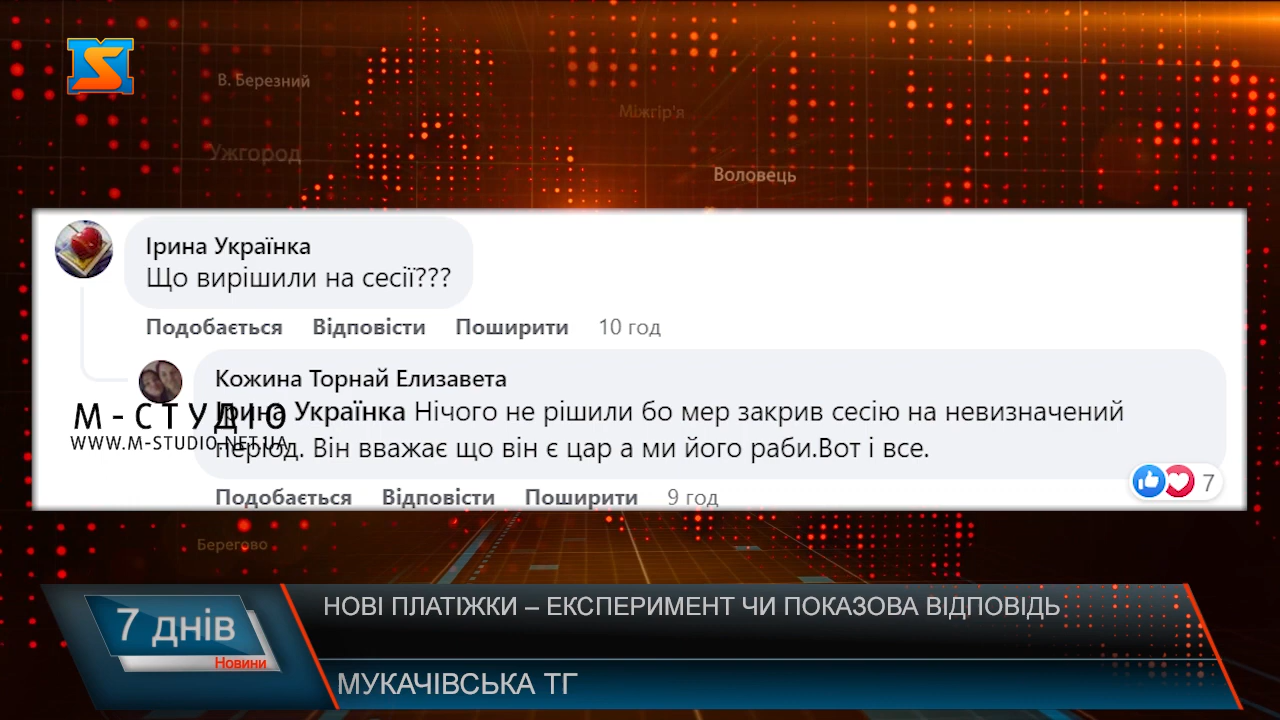 В. Березний
Міжгір'я
Ужгород
Воловець
Ірина Українка
Що вирішили на сесії???
Подобається Відповісти Поширити 10 год
Кожина Торнай Елизавета
Ірина Українка Нічого не рішили бо мер закрив сесію на невизначений
період. Він вважає що він є цар а ми його раби.Вот і все.
М-СТУДІО
WWW.M-STUDIO.NET.UA
7
Подобається Відповісти Поширити 9 год
Берегово
7 днів
Новини
НОВІ ПЛАТІЖКИ – ЕКСПЕРИМЕНТ ЧИ ПОКАЗОВА ВІДПОВІДЬ
МУКАЧІВСЬКА ТГ